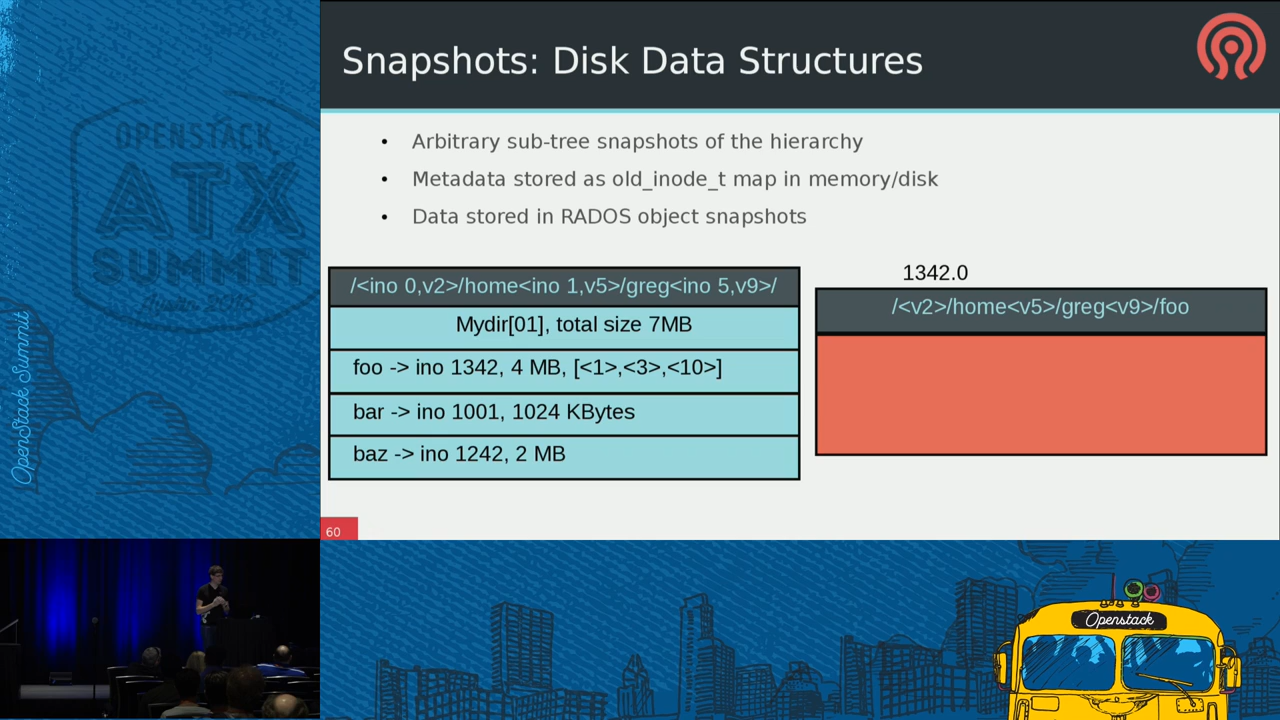 OPENSTACK
ATX
SUMMIT
Austin 2016
OpenStack Summit
Snapshots: Disk Data Structures
• Arbitrary sub-tree snapshots of the hierarchy
• Metadata stored as old_inode_t map in memory/disk
• Data stored in RADOS object snapshots
/<ino 0,v2>/home<ino 1,v5>/greg<ino 5,v9>/
Mydir[01], total size 7MB
foo -> ino 1342, 4 MB, [<1>,<3>,<10>]
bar -> ino 1001, 1024 KBytes
baz -> ino 1242, 2 MB
1342.0
/<v2>/home<v5>/greg<v9>/foo
60
Openstack